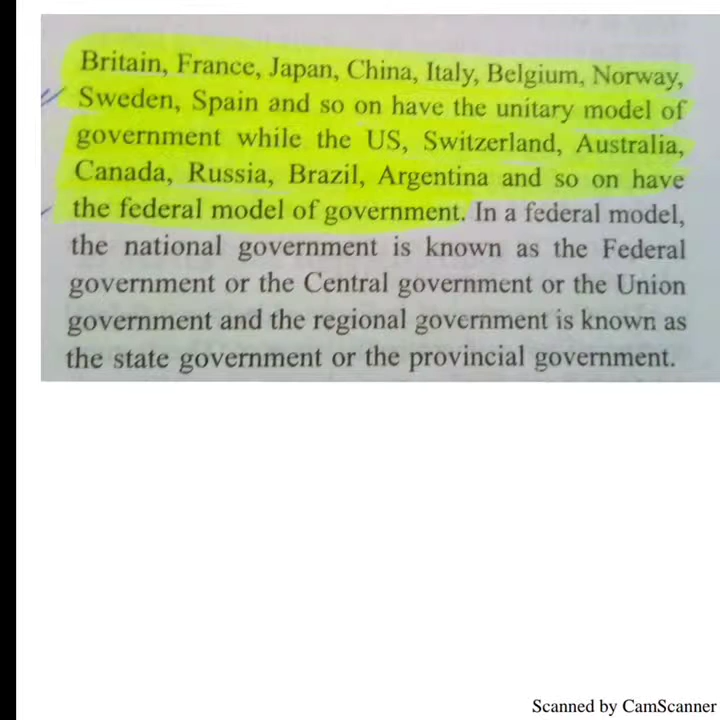 Britain, France, Japan, China, Italy, Belgium, Norway,
Sweden, Spain and so on have the unitary model of
government while the US, Switzerland, Australia,
Canada, Russia, Brazil, Argentina and so on have
the federal model of government. In a federal model,
the national government is known as the Federal
government or the Central government or the Union
government and the regional government is known as
the state government or the provincial government.
Scanned by CamScanner